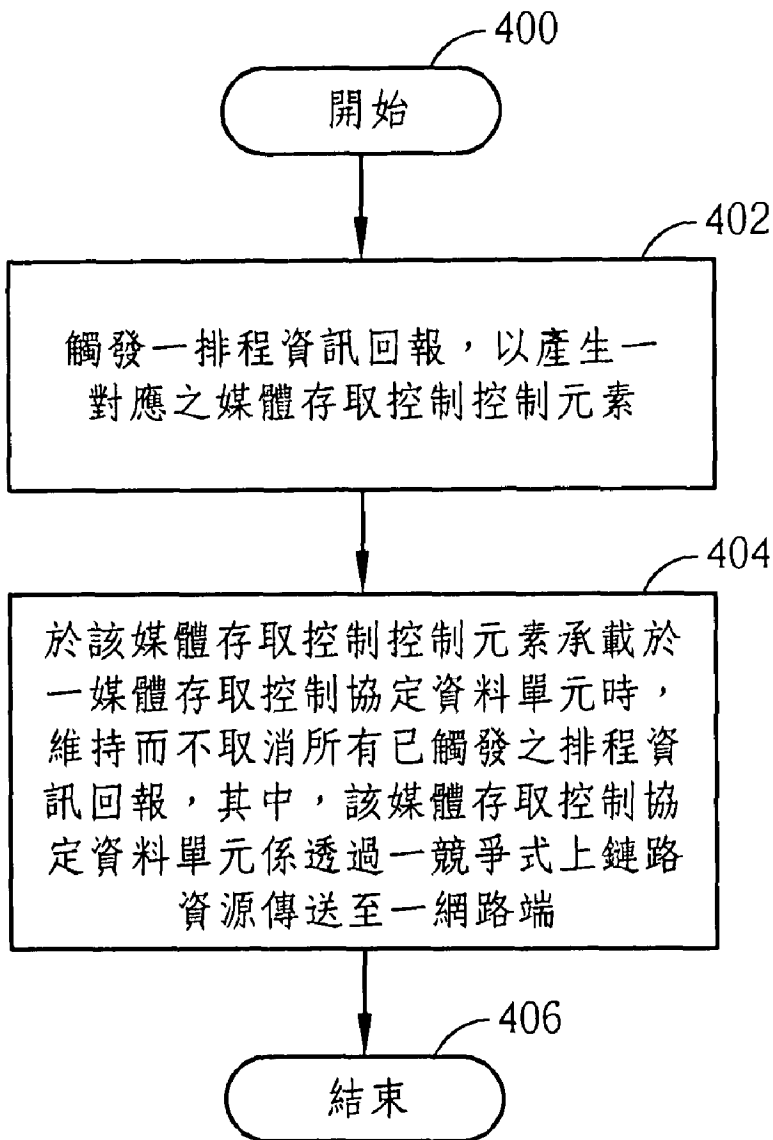 400
開始
402
觸發一排程資訊回報，以產生一
對應之媒體存取控制控制元素
404
於該媒體存取控制控制元素承載於
一媒體存取控制協定資料單元時，
維持而不取消所有已觸發之排程資
訊回報，其中，該媒體存取控制協
定資料單元係透過一競爭式上鏈路
資源傳送至一網路端
406
結束